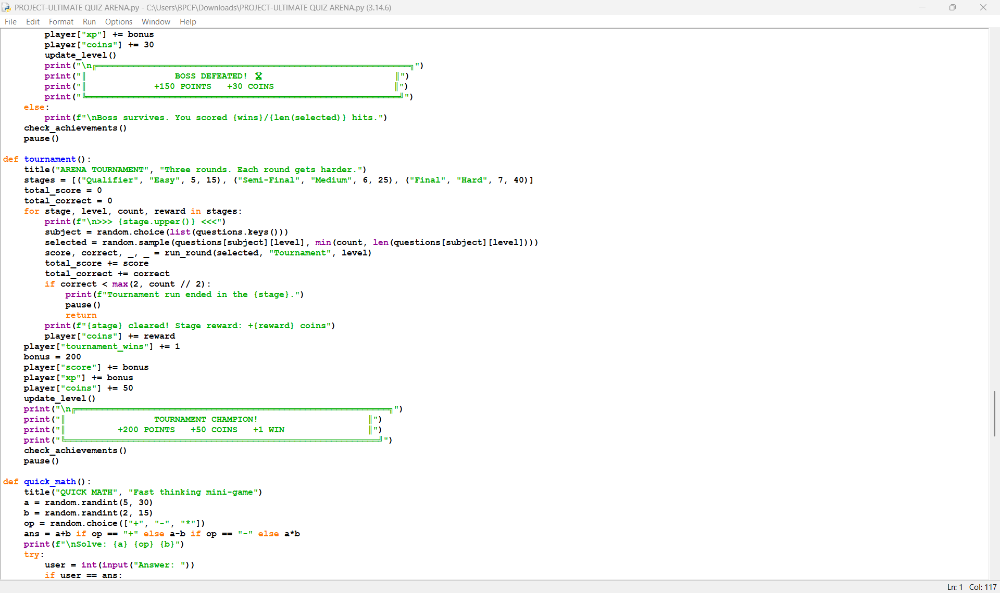 PROJECT-ULTIMATE QUIZ ARENA.py - C:\Users\BPCF\Downloads\PROJECT-ULTIMATE QUIZ ARENA.py (3.14.6)
File Edit Format Run Options Window Help
        player["xp"] += bonus
        player["coins"] += 30
        update_level()
        print("\n╔═════════════════════════════════════════════════════════════╗")
        print("║                 BOSS DEFEATED! 🏆                          ║")
        print("║             +150 POINTS   +30 COINS                        ║")
        print("╚═════════════════════════════════════════════════════════════╝")
    else:
        print(f"\nBoss survives. You scored {wins}/{len(selected)} hits.")
    check_achievements()
    pause()

def tournament():
    title("ARENA TOURNAMENT", "Three rounds. Each round gets harder.")
    stages = [("Qualifier", "Easy", 5, 15), ("Semi-Final", "Medium", 6, 25), ("Final", "Hard", 7, 40)]
    total_score = 0
    total_correct = 0
    for stage, level, count, reward in stages:
        print(f"\n>>> {stage.upper()} <<<")
        subject = random.choice(list(questions.keys()))
        selected = random.sample(questions[subject][level], min(count, len(questions[subject][level])))
        score, correct, _, _ = run_round(selected, "Tournament", level)
        total_score += score
        total_correct += correct
        if correct < max(2, count // 2):
            print(f"Tournament run ended in the {stage}.")
            pause()
            return
        print(f"{stage} cleared! Stage reward: +{reward} coins")
        player["coins"] += reward
    player["tournament_wins"] += 1
    bonus = 200
    player["score"] += bonus
    player["xp"] += bonus
    player["coins"] += 50
    update_level()
    print("\n╔═════════════════════════════════════════════════════════════╗")
    print("║                 TOURNAMENT CHAMPION!                      ║")
    print("║          +200 POINTS   +50 COINS   +1 WIN                 ║")
    print("╚═════════════════════════════════════════════════════════════╝")
    check_achievements()
    pause()

def quick_math():
    title("QUICK MATH", "Fast thinking mini-game")
    a = random.randint(5, 30)
    b = random.randint(2, 15)
    op = random.choice(["+", "-", "*"])
    ans = a+b if op == "+" else a-b if op == "-" else a*b
    print(f"\nSolve: {a} {op} {b}")
    try:
        user = int(input("Answer: "))
        if user == ans:
Ln: 1 Col: 117